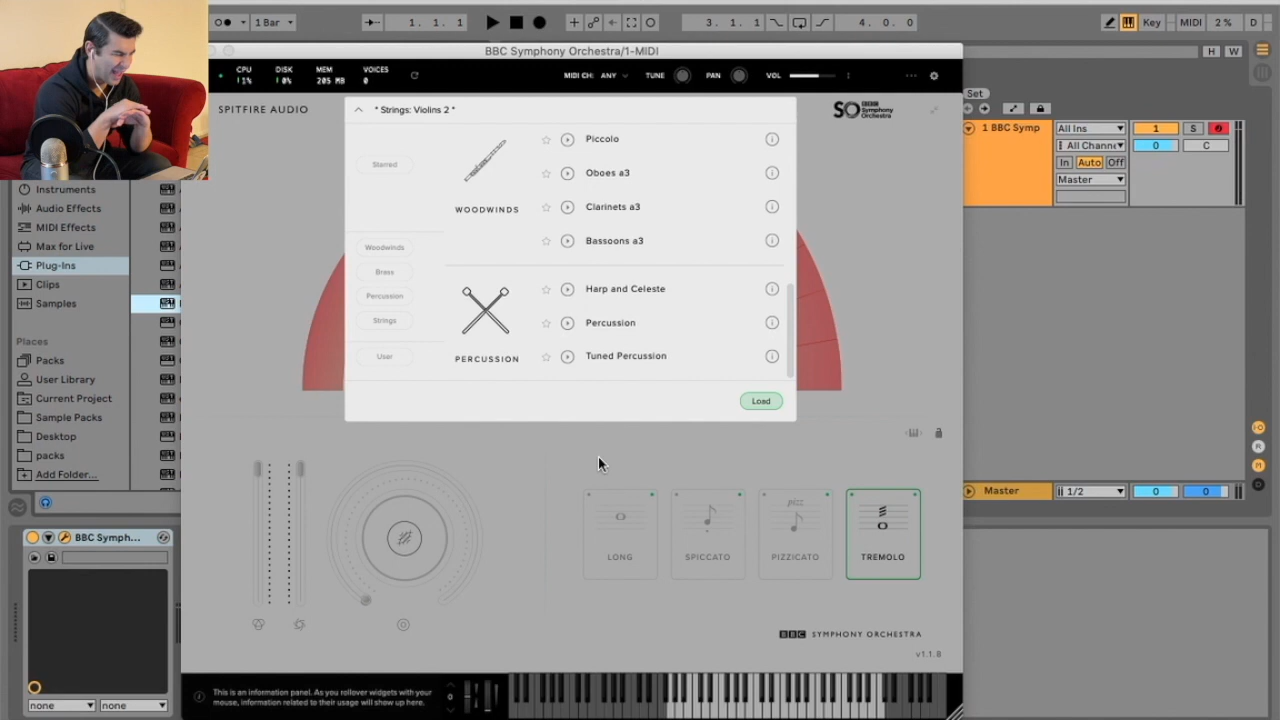 1 Bar
1. 1. 1
3. 1. 1
4. 0. 0
Key
MIDI
2 %
D
BBC Symphony Orchestra/1-MIDI
H
W
CPU
1%
DISK
0%
MEM
205 MB
VOICES
0
MIDI CH: ANY
TUNE
PAN
VOL
SPITFIRE AUDIO
SO BBC Symphony Orchestra
* Strings: Violins 2 *
Starred
Woodwinds
Brass
Percussion
Strings
User
WOODWINDS
Piccolo
Oboes a3
Clarinets a3
Bassoons a3
PERCUSSION
Harp and Celeste
Percussion
Tuned Percussion
Load
Set
1 BBC Symp
All Ins
All Channe
In
Auto
Off
Master
1
S
0
C
Instruments
Audio Effects
MIDI Effects
Max for Live
Plug-Ins
Clips
Samples
Places
Packs
User Library
Current Project
Sample Packs
Desktop
packs
Add Folder...
Master
1/2
0
0
R
M
D
LONG
SPICCATO
pizz
PIZZICATO
TREMOLO
BBC Symph...
none
none
BBC SYMPHONY ORCHESTRA
v1.1.8
This is an information panel. As you rollover widgets with your
mouse, information related to their usage will show up here.